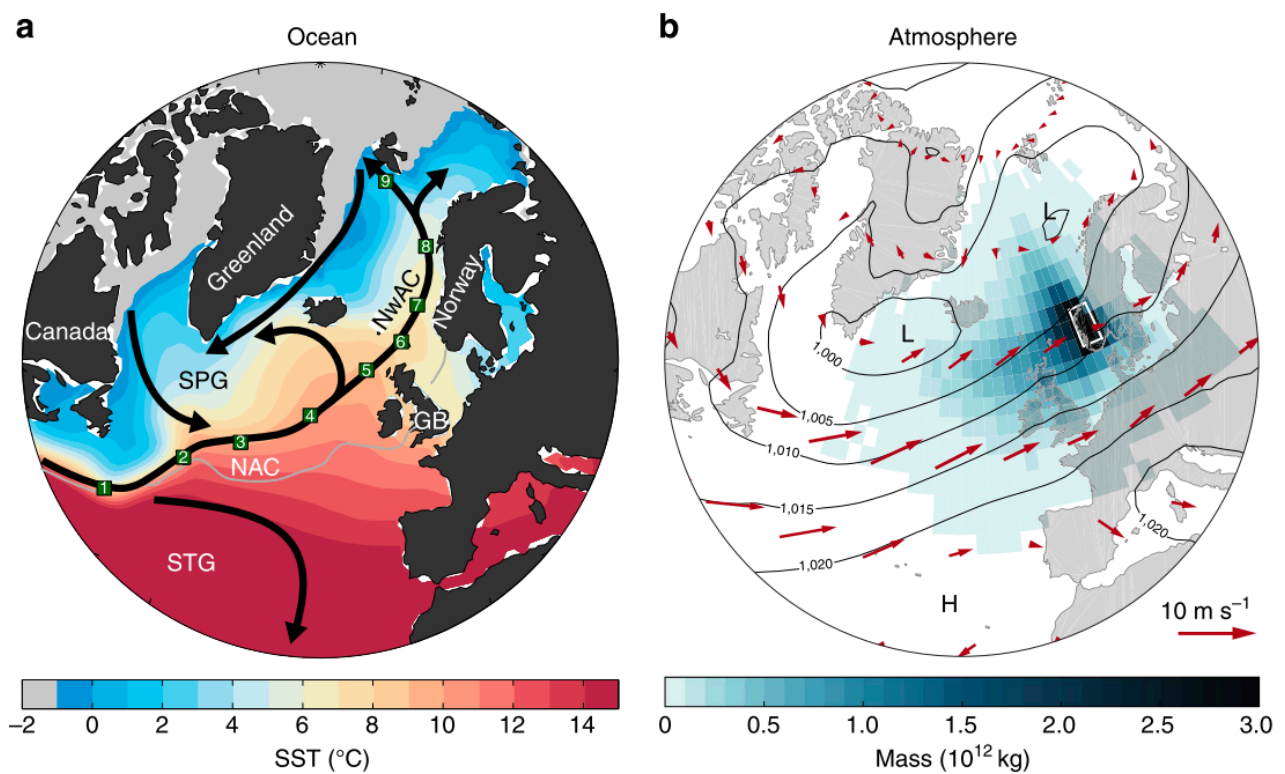 a
Ocean
Greenland
Canada
Norway
NwAC
SPG
GB
NAC
STG
1
2
3
4
5
6
7
8
9
−2 0 2 4 6 8 10 12 14
SST (°C)
b
Atmosphere
L
L
1,000
1,005
1,010
1,015
1,020
1,020
H
10 m s⁻¹
0 0.5 1.0 1.5 2.0 2.5 3.0
Mass (10¹² kg)